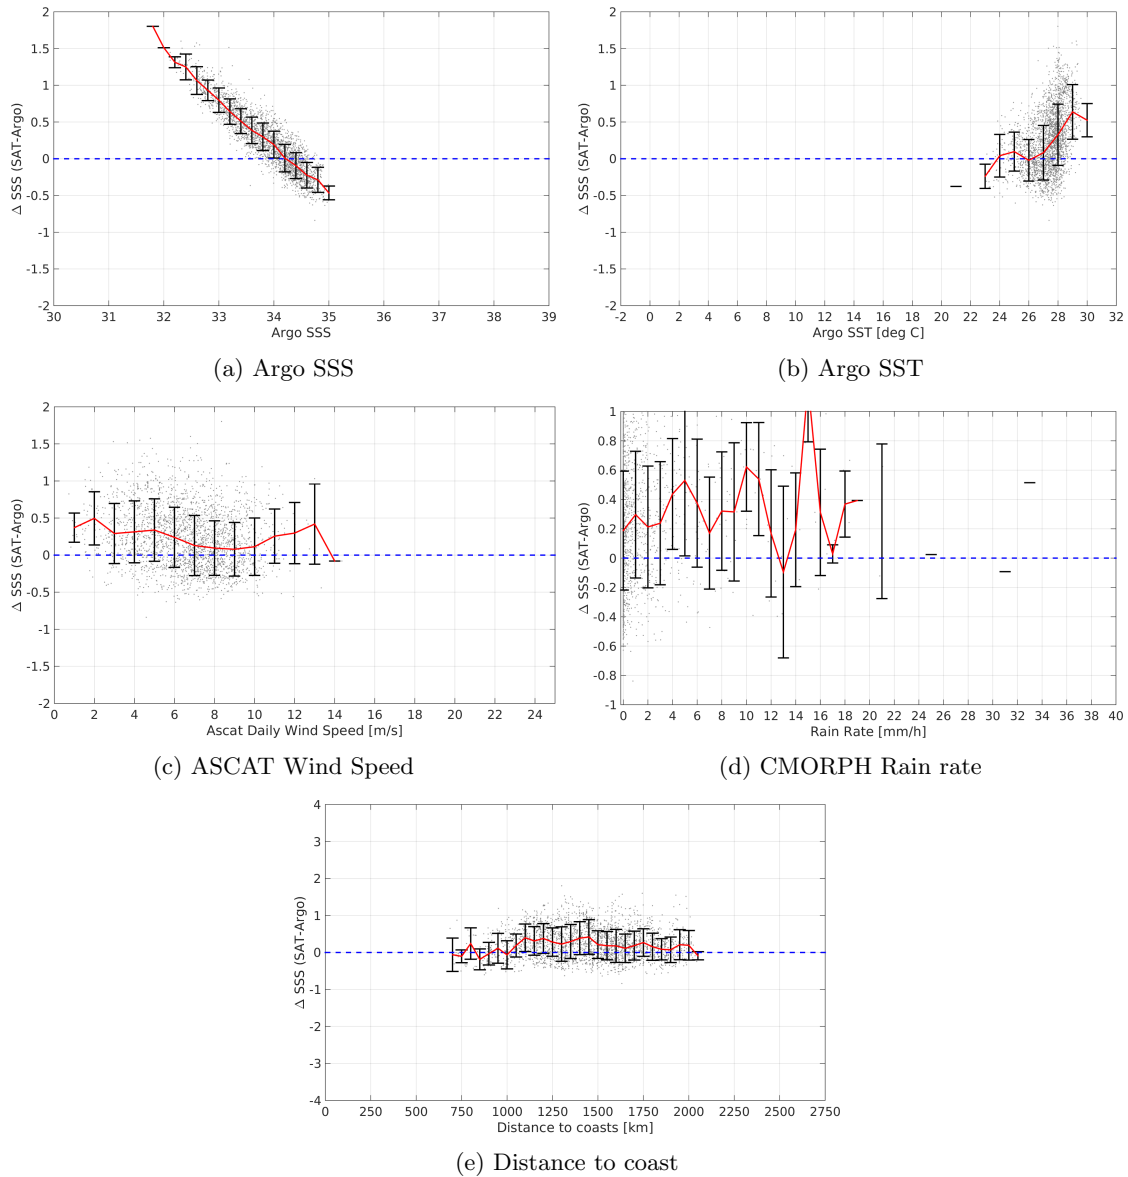 2
1.5
1
0.5
0
-0.5
-1
-1.5
-2
Δ SSS (SAT-Argo)
30 31 32 33 34 35 36 37 38 39
Argo SSS
(a) Argo SSS
2
1.5
1
0.5
0
-0.5
-1
-1.5
-2
Δ SSS (SAT-Argo)
-2 0 2 4 6 8 10 12 14 16 18 20 22 24 26 28 30 32
Argo SST [deg C]
(b) Argo SST
2
1.5
1
0.5
0
-0.5
-1
-1.5
-2
Δ SSS (SAT-Argo)
0 2 4 6 8 10 12 14 16 18 20 22 24
Ascat Daily Wind Speed [m/s]
(c) ASCAT Wind Speed
1
0.8
0.6
0.4
0.2
0
-0.2
-0.4
-0.6
-0.8
-1
Δ SSS (SAT-Argo)
0 2 4 6 8 10 12 14 16 18 20 22 24 26 28 30 32 34 36 38 40
Rain Rate [mm/h]
(d) CMORPH Rain rate
4
3
2
1
0
-1
-2
-3
-4
Δ SSS (SAT-Argo)
0 250 500 750 1000 1250 1500 1750 2000 2250 2500 2750
Distance to coasts [km]
(e) Distance to coast